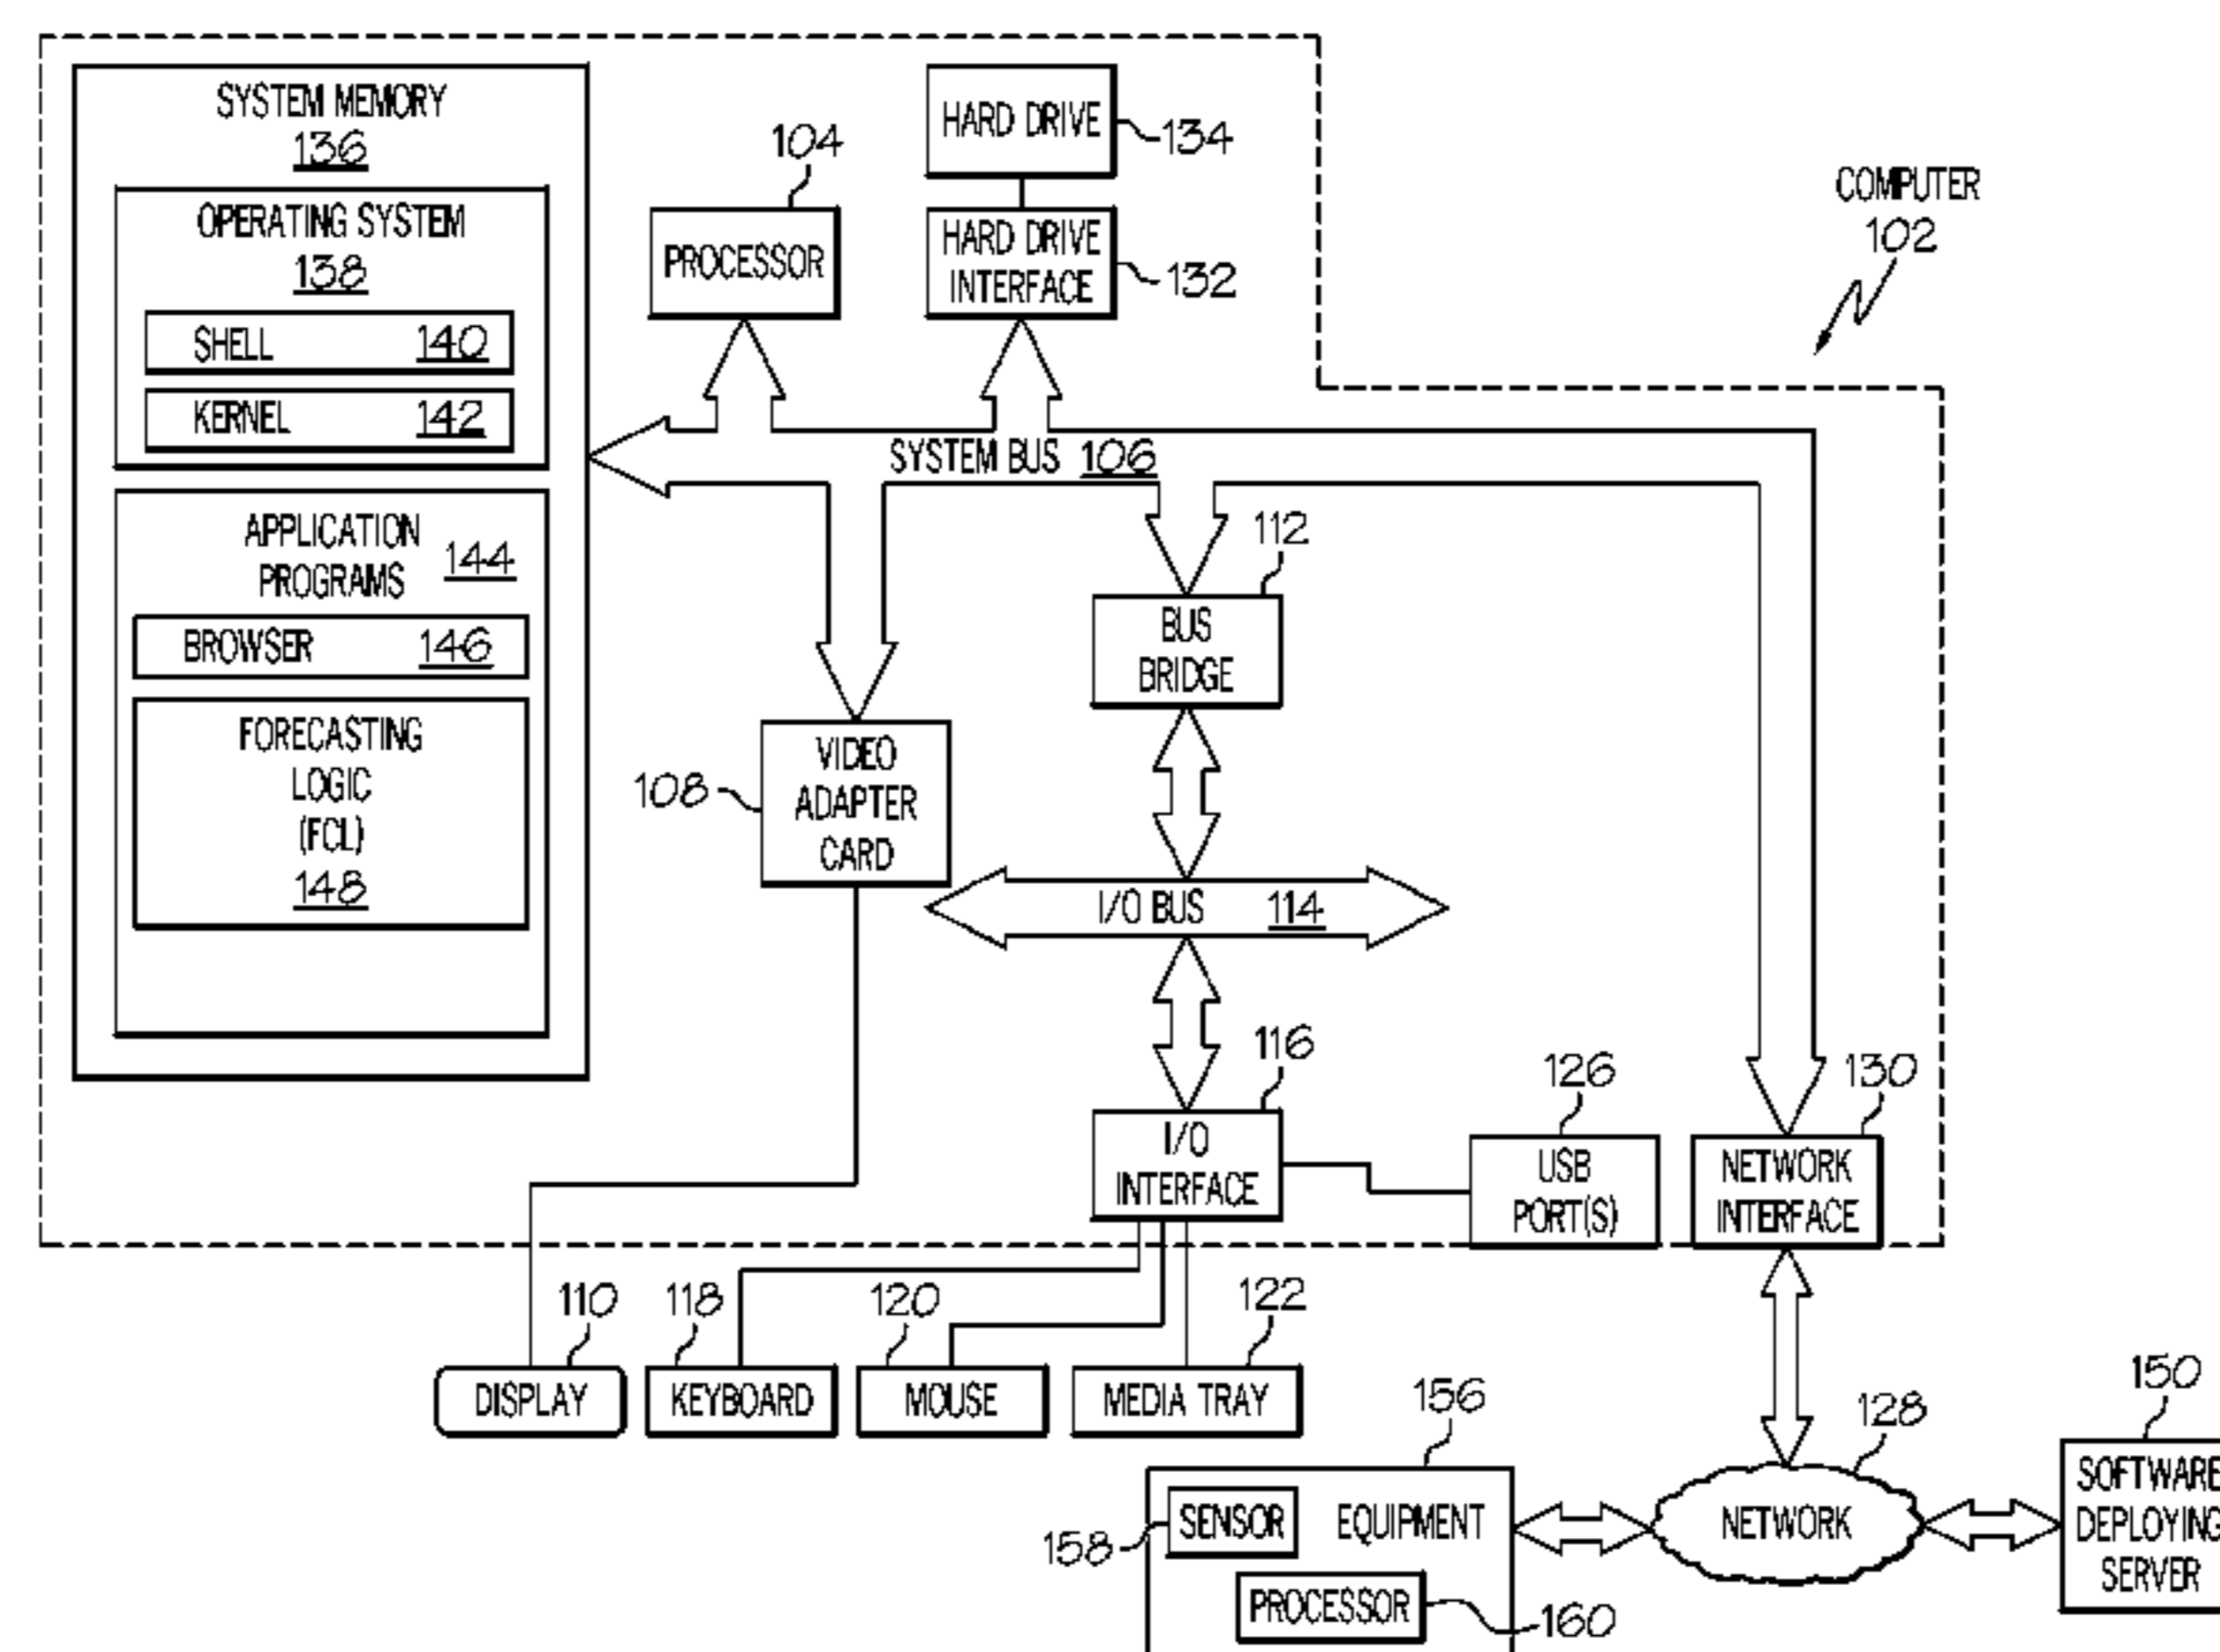 SYSTEM MEMORY
136
OPERATING SYSTEM
138
SHELL 140
KERNEL 142
APPLICATION
PROGRAMS
144
BROWSER 146
FORECASTING
LOGIC
(FCL)
148
104
PROCESSOR
HARD DRIVE
134
HARD DRIVE
INTERFACE
132
COMPUTER
102
SYSTEM BUS 106
112
BUS
BRIDGE
108
VIDEO
ADAPTER
CARD
I/O BUS 114
116
I/O
INTERFACE
126
USB
PORT(S)
130
NETWORK
INTERFACE
110
DISPLAY
118
KEYBOARD
120
MOUSE
122
MEDIA TRAY
156
158
SENSOR
EQUIPMENT
PROCESSOR
160
128
NETWORK
150
SOFTWARE
DEPLOYING
SERVER